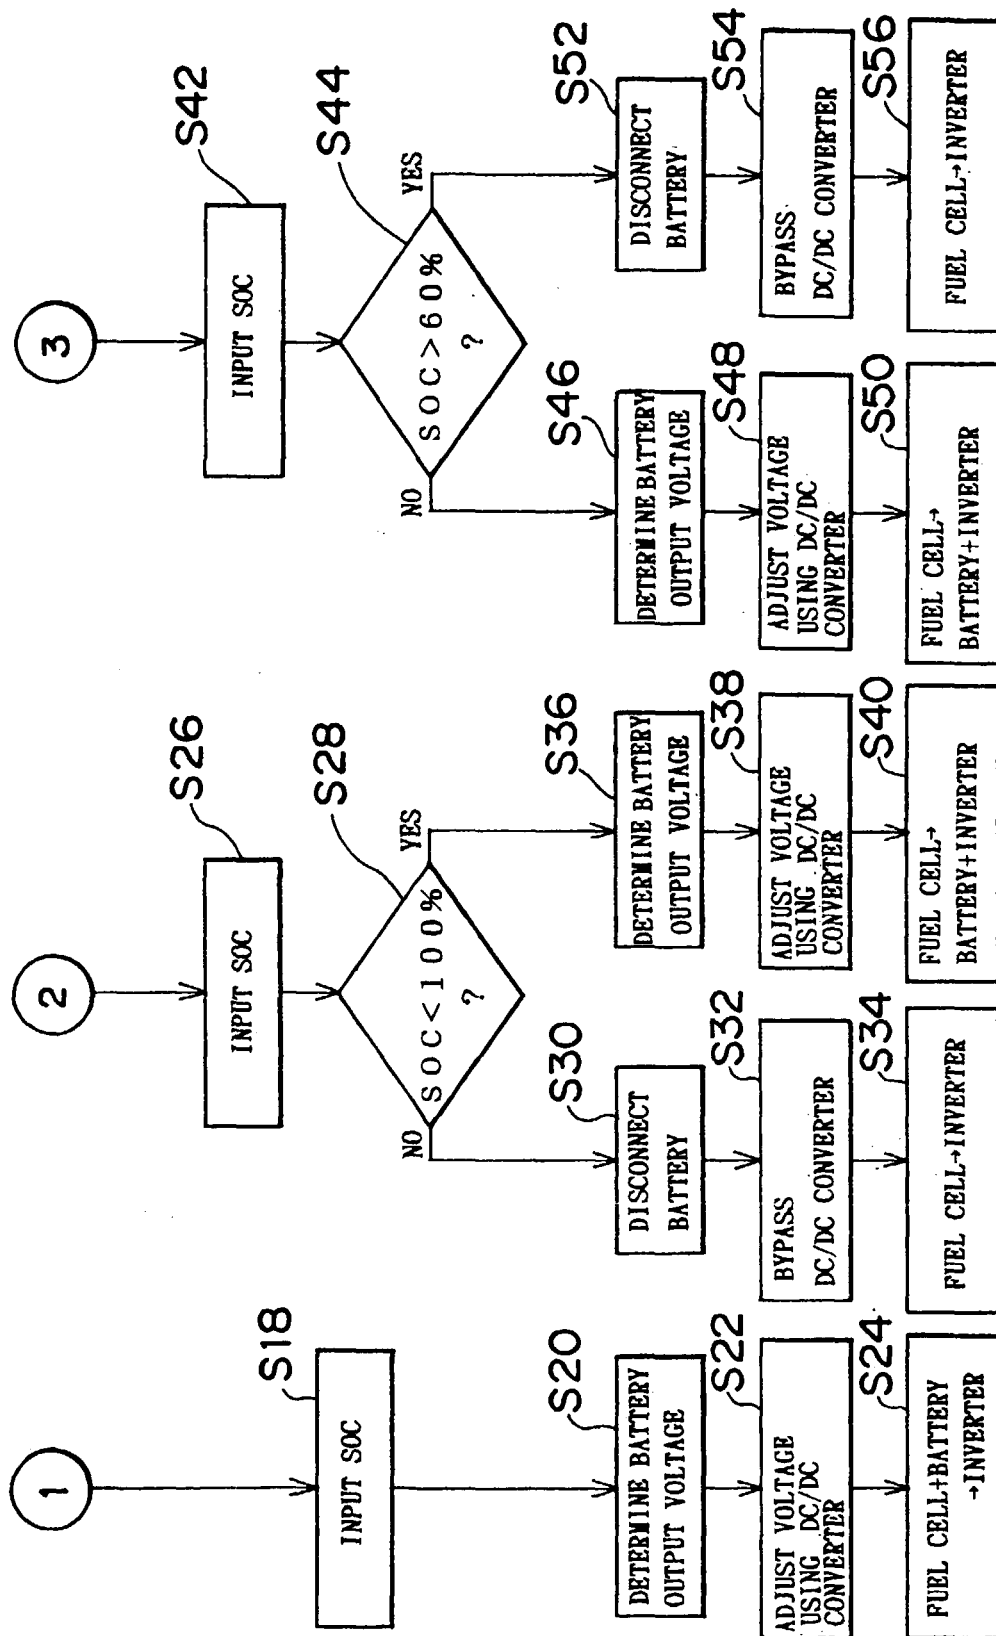 1
S18
INPUT SOC
S20
DETERMINE BATTERY
OUTPUT VOLTAGE
S22
ADJUST VOLTAGE
USING DC/DC
CONVERTER
S24
FUEL CELL+BATTERY
→INVERTER
2
S26
INPUT SOC
S28
SOC<100%
?
NO
YES
S30
DISCONNECT
BATTERY
S32
BYPASS
DC/DC CONVERTER
S34
FUEL CELL→INVERTER
S36
DETERMINE BATTERY
OUTPUT VOLTAGE
S38
ADJUST VOLTAGE
USING DC/DC
CONVERTER
S40
FUEL CELL→
BATTERY+INVERTER
3
S42
INPUT SOC
S44
SOC>60%
?
NO
YES
S46
DETERMINE BATTERY
OUTPUT VOLTAGE
S48
ADJUST VOLTAGE
USING DC/DC
CONVERTER
S50
FUEL CELL→
BATTERY+INVERTER
S52
DISCONNECT
BATTERY
S54
BYPASS
DC/DC CONVERTER
S56
FUEL CELL→INVERTER